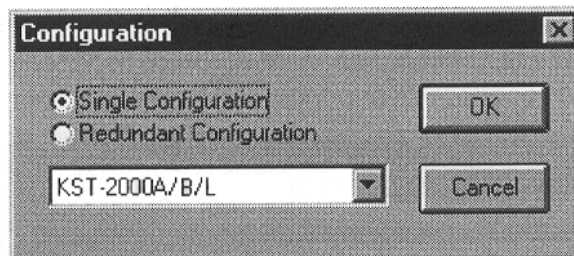 Configuration
Single Configuration
OK
Redundant Configuration
KST-2000A/B/L
Cancel